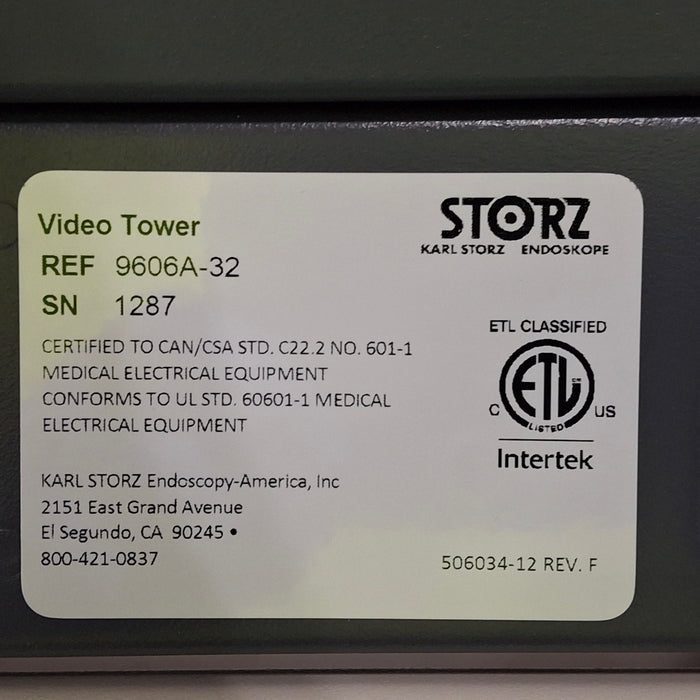 Video Tower
REF 9606A-32
SN 1287
CERTIFIED TO CAN/CSA STD. C22.2 NO. 601-1
MEDICAL ELECTRICAL EQUIPMENT
CONFORMS TO UL STD. 60601-1 MEDICAL
ELECTRICAL EQUIPMENT
KARL STORZ Endoscopy-America, Inc
2151 East Grand Avenue
El Segundo, CA 90245 •
800-421-0837
STORZ
KARL STORZ ENDOSKOPE
ETL CLASSIFIED
ETL
C US
LISTED
Intertek
506034-12 REV. F